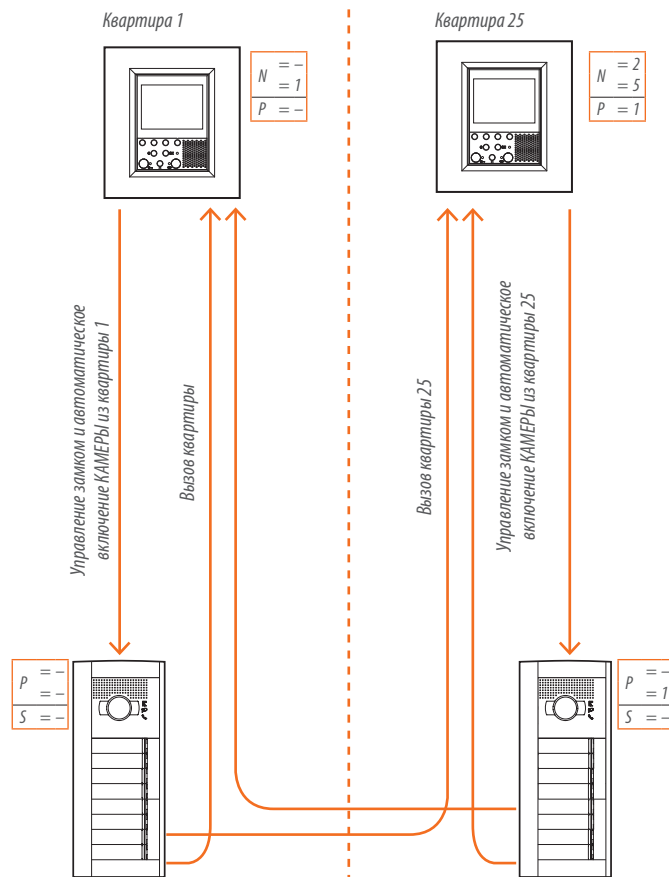 Квартира 1
Квартира 25
N = –
= 1
P = –
N = 2
= 5
P = 1
Управление замком и автоматическое
включение КАМЕРЫ из квартиры 1
Вызов квартиры
Вызов квартиры 25
Управление замком и автоматическое
включение КАМЕРЫ из квартиры 25
P = –
= –
S = –
P = –
= 1
S = –